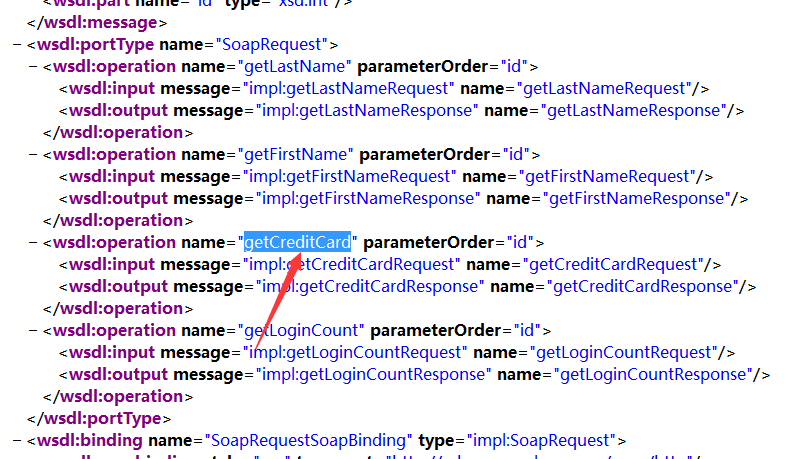 <wsdl:part name="id" type="xsd:int"/>
</wsdl:message>
− <wsdl:portType name="SoapRequest">
− <wsdl:operation name="getLastName" parameterOrder="id">
<wsdl:input message="impl:getLastNameRequest" name="getLastNameRequest"/>
<wsdl:output message="impl:getLastNameResponse" name="getLastNameResponse"/>
</wsdl:operation>
− <wsdl:operation name="getFirstName" parameterOrder="id">
<wsdl:input message="impl:getFirstNameRequest" name="getFirstNameRequest"/>
<wsdl:output message="impl:getFirstNameResponse" name="getFirstNameResponse"/>
</wsdl:operation>
− <wsdl:operation name="getCreditCard" parameterOrder="id">
<wsdl:input message="impl:getCreditCardRequest" name="getCreditCardRequest"/>
<wsdl:output message="impl:getCreditCardResponse" name="getCreditCardResponse"/>
</wsdl:operation>
− <wsdl:operation name="getLoginCount" parameterOrder="id">
<wsdl:input message="impl:getLoginCountRequest" name="getLoginCountRequest"/>
<wsdl:output message="impl:getLoginCountResponse" name="getLoginCountResponse"/>
</wsdl:operation>
</wsdl:portType>
− <wsdl:binding name="SoapRequestSoapBinding" type="impl:SoapRequest">